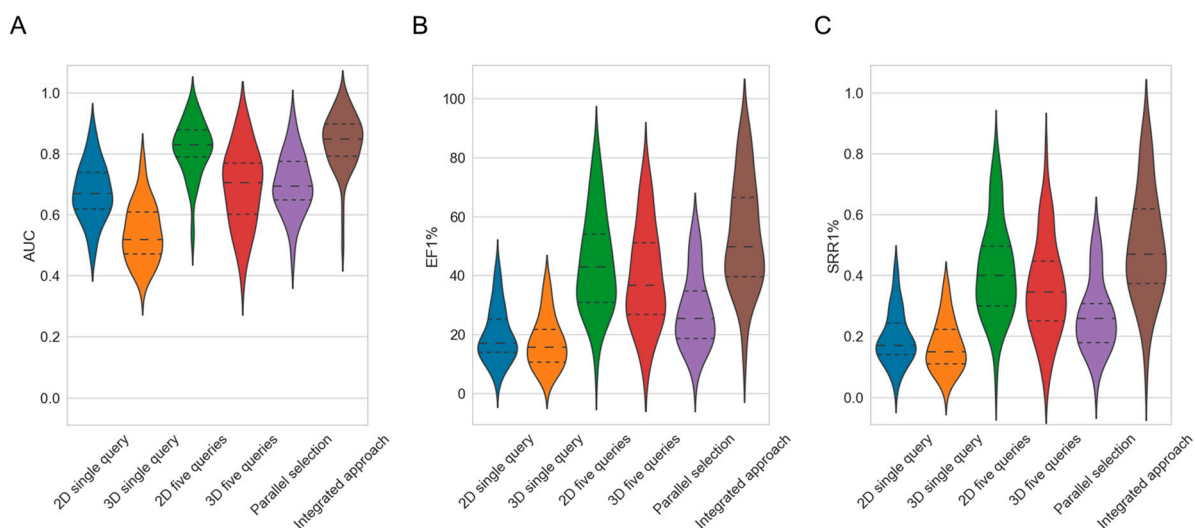 A
AUC
1.0
0.8
0.6
0.4
0.2
0.0
2D single query
3D single query
2D five queries
3D five queries
Parallel selection
Integrated approach
B
EF1%
100
80
60
40
20
0
2D single query
3D single query
2D five queries
3D five queries
Parallel selection
Integrated approach
C
SRR1%
1.0
0.8
0.6
0.4
0.2
0.0
2D single query
3D single query
2D five queries
3D five queries
Parallel selection
Integrated approach